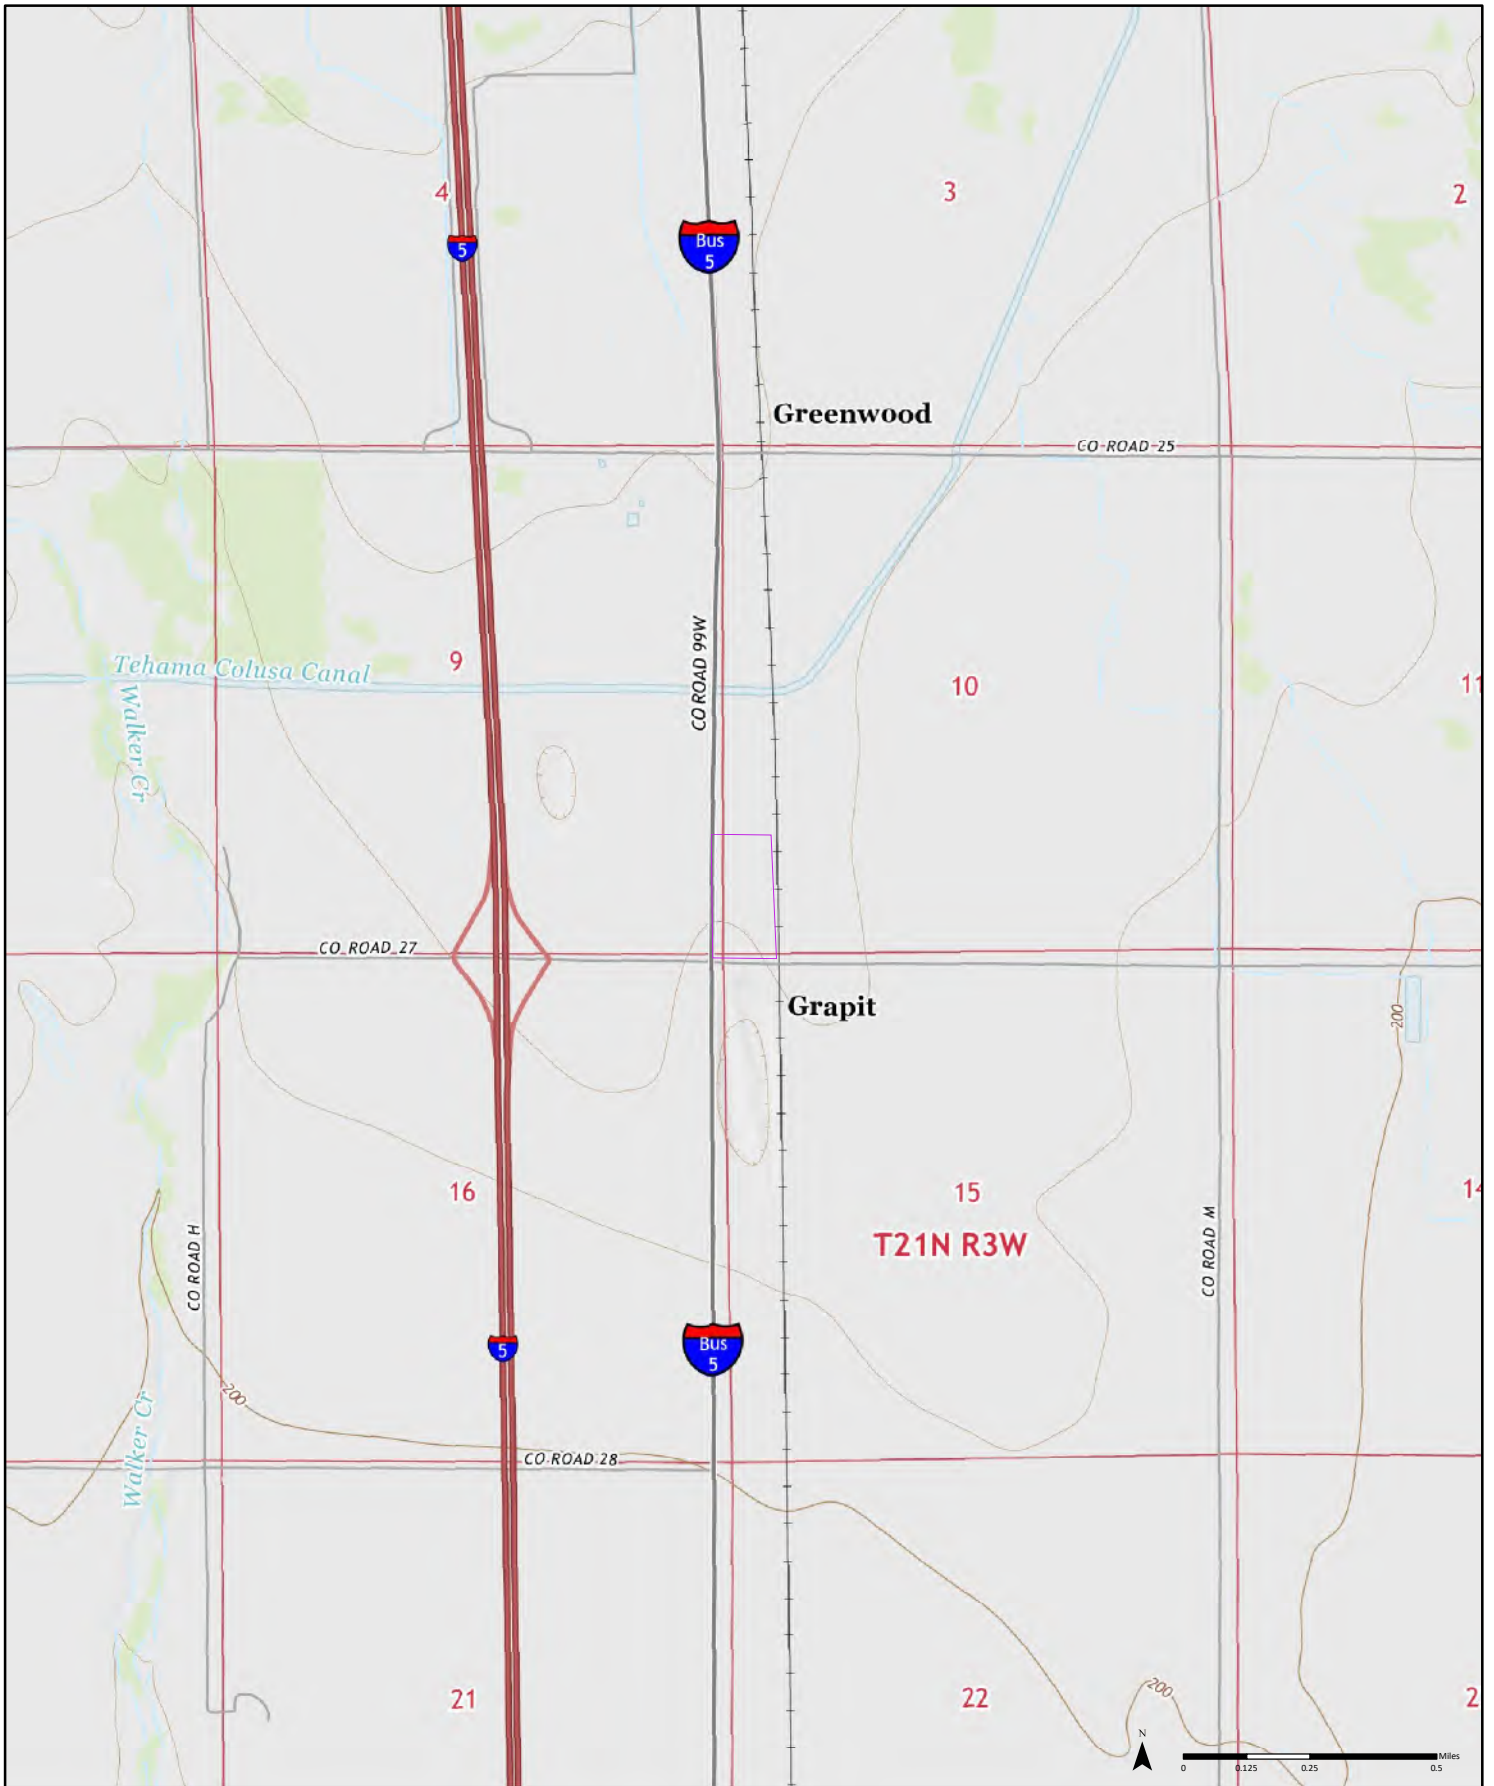 4
3
2
5
Bus
5
Greenwood
CO ROAD 25
CO ROAD 99W
9
Tehama Colusa Canal
10
11
Walker Cr
CO ROAD 27
Grapit
200
16
15
14
T21N R3W
CO ROAD H
CO ROAD M
5
Bus
5
200
Walker Cr
CO ROAD 28
21
22
200
2
N
Miles
0 0.125 0.25 0.5